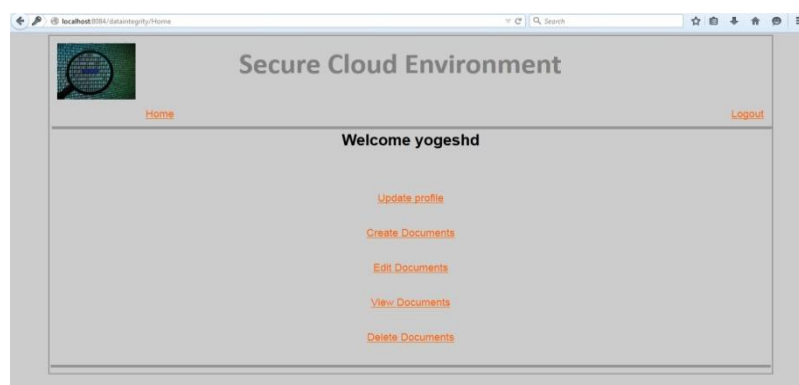 localhost:8084/dataintegrity/Home
Search
Secure Cloud Environment
Home
Logout
Welcome yogeshd
Update profile
Create Documents
Edit Documents
View Documents
Delete Documents